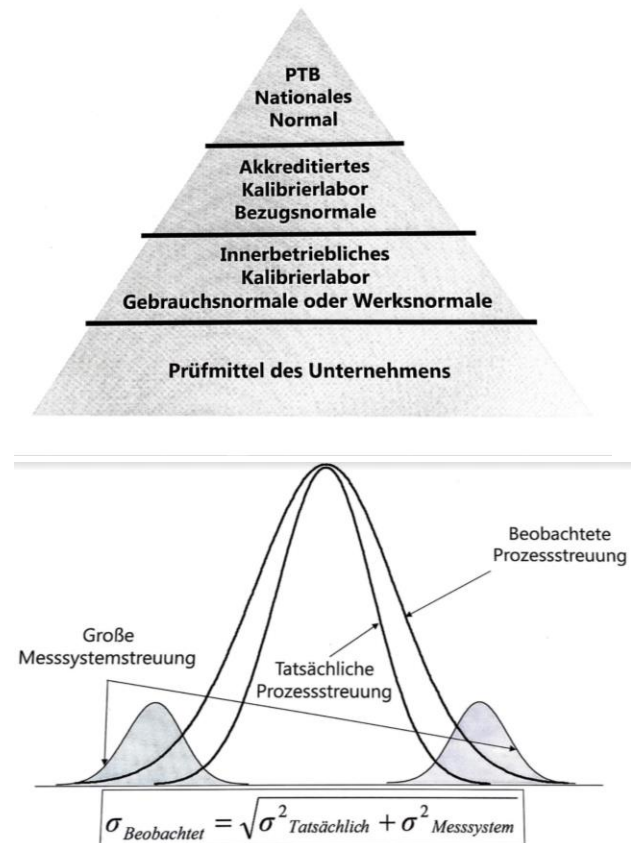 PTB
Nationales
Normal
Akkreditiertes
Kalibrierlabor
Bezugsnormale
Innerbetriebliches
Kalibrierlabor
Gebrauchsnormale oder Werksnormale
Prüfmittel des Unternehmens
Beobachtete
Prozessstreuung
Große
Messsystemstreuung
Tatsächliche
Prozessstreuung
σ_Beobachtet = √(σ²_Tatsächlich + σ²_Messsystem)